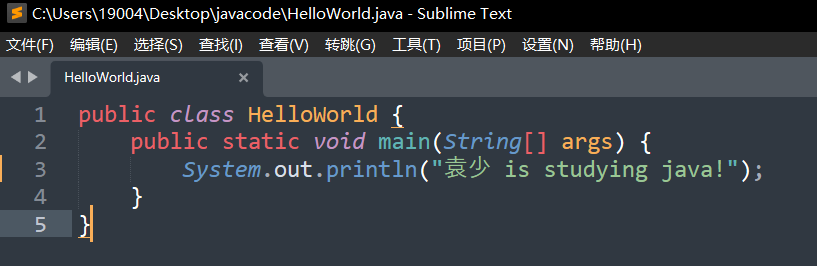 C:\Users\19004\Desktop\javacode\HelloWorld.java - Sublime Text
文件(F) 编辑(E) 选择(S) 查找(I) 查看(V) 转跳(G) 工具(T) 项目(P) 设置(N) 帮助(H)
HelloWorld.java ×
1 public class HelloWorld {
2     public static void main(String[] args) {
3         System.out.println("袁少 is studying java!");
4     }
5 }